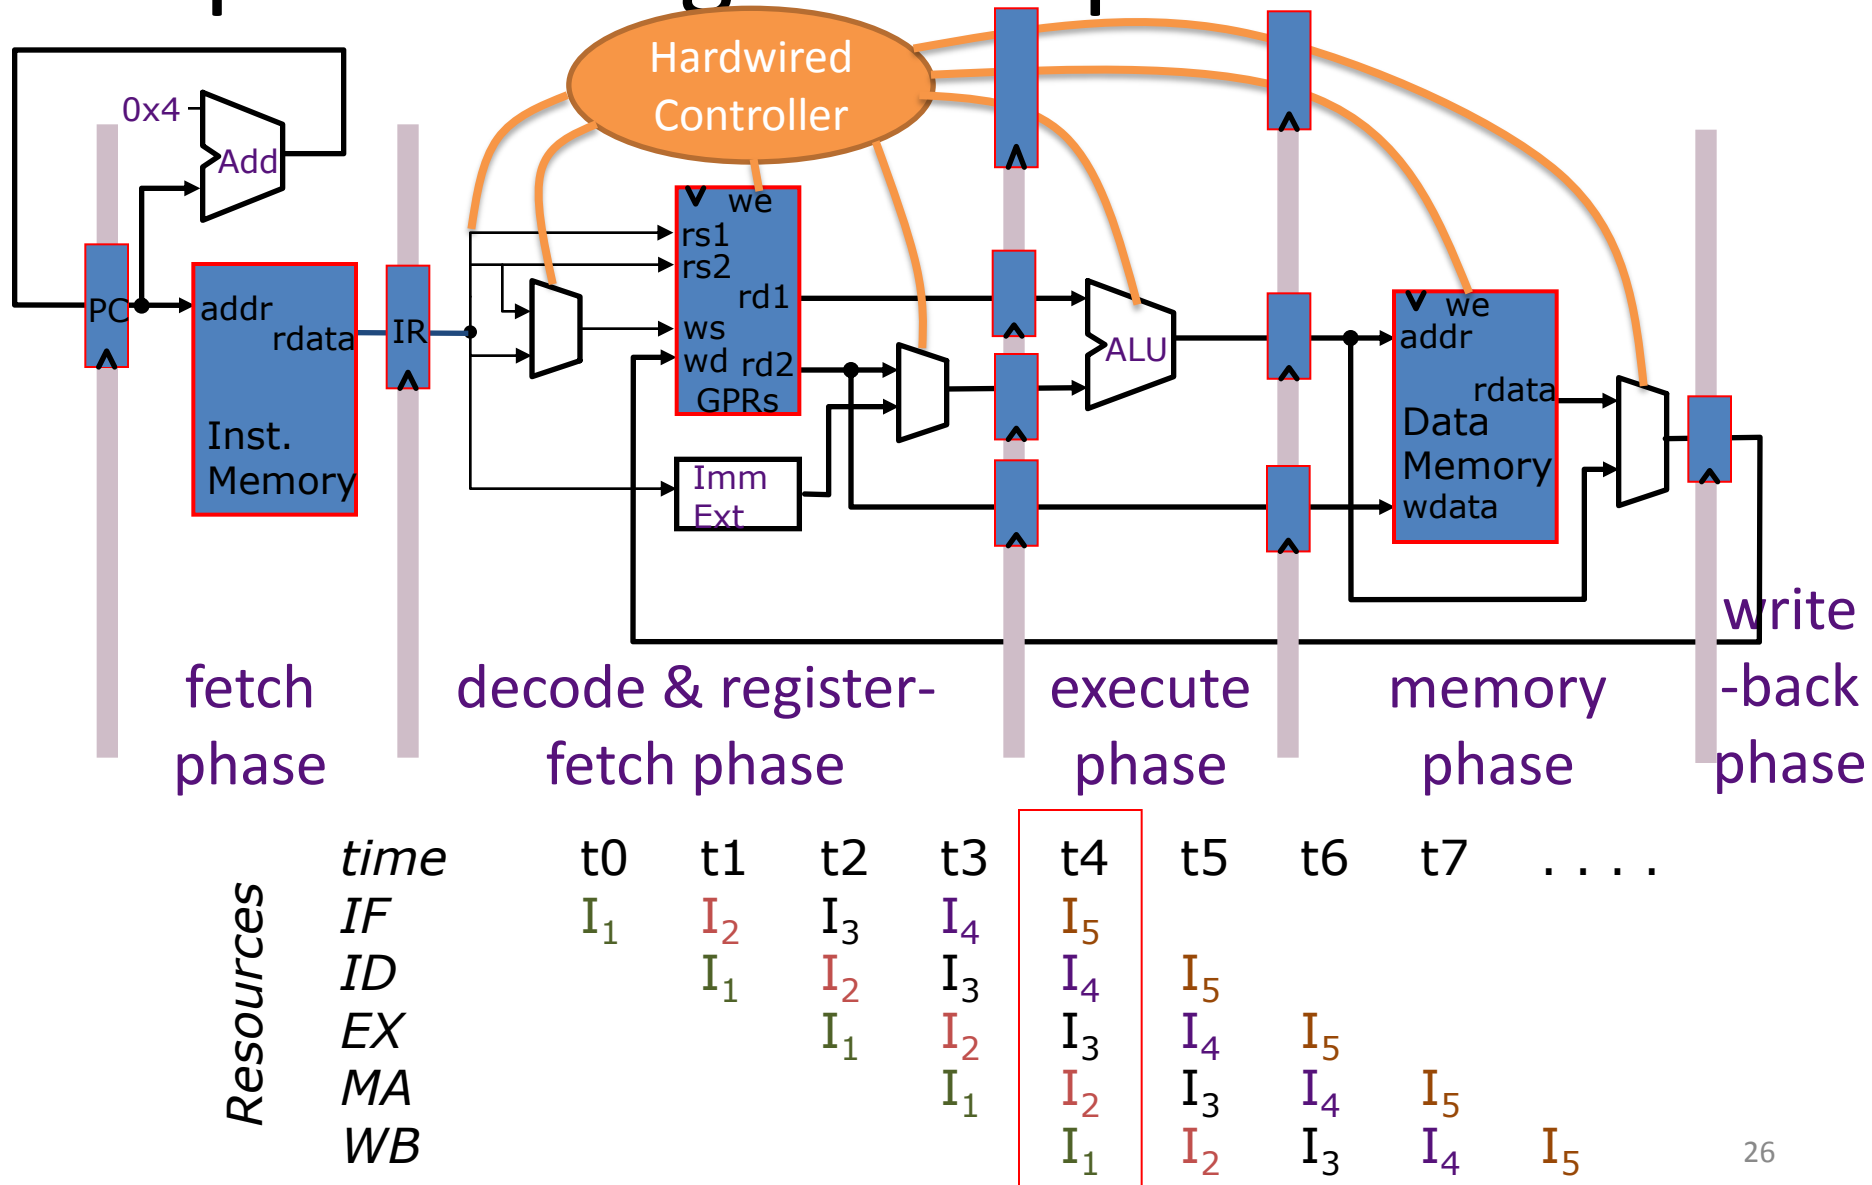 Hardwired
Controller
0x4
Add
PC
addr
rdata
Inst.
Memory
IR
we
rs1
rs2
rd1
ws
wd rd2
GPRs
Imm
Ext
ALU
we
addr
rdata
Data
Memory
wdata
fetch
phase
decode & register-
fetch phase
execute
phase
memory
phase
write
-back
phase
Resources
time t0 t1 t2 t3 t4 t5 t6 t7 . . . .
IF I1 I2 I3 I4 I5
ID I1 I2 I3 I4 I5
EX I1 I2 I3 I4 I5
MA I1 I2 I3 I4 I5
WB I1 I2 I3 I4 I5
26